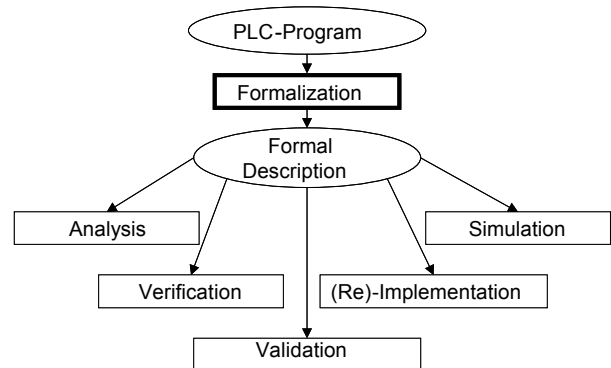 PLC-Program
Formalization
Formal
Description
Analysis
Simulation
Verification
(Re)-Implementation
Validation